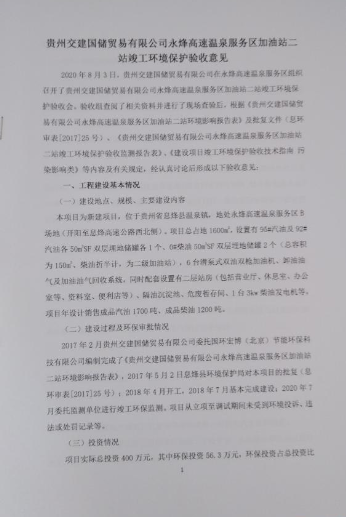 贵州交建国储贸易有限公司永烽高速温泉服务区加油站二
站竣工环境保护验收意见
2020年8月3日，贵州交建国储贸易有限公司在永烽高速温泉服务区组织
召开了贵州交建国储贸易有限公司永烽高速温泉服务区加油站二站竣工环境保
护验收会。验收组查阅了相关资料并进行了现场查验后，根据《贵州交建国储贸
易有限公司永烽高速温泉服务区加油站二站环境影响报告表》及批复文件（息环
审表[2017]25号）、《贵州交建国储贸易有限公司永烽高速温泉服务区加油站
二站竣工环境保护验收监测报告表》、《建设项目竣工环境保护验收技术指南 污
染影响类》等内容及有关规定，经认真讨论后形成以下验收意见：
一、工程建设基本情况
（一）建设地点、规模、主要建设内容
本项目为新建项目，位于贵州省息烽县温泉镇，地处永烽高速温泉服务区B
场地（开阳至息烽高速公路西北侧），项目总占地1600m²，设置有95#汽油及92#
汽油各50m³SF双层埋地储罐各1个、0#柴油50m³SF双层埋地储罐2个（总容积
为150m³，柴油折半计，为二级加油站），6台潜泵式双油双枪加油机、卸油油
气及加油油气回收系统，同时配套设置有二层站房（包括营业厅、休息室、办公
室等、资料室、便利店等）、隔油沉淀池、危废暂存间、1台3kw柴油发电机等。
项目年设计销售成品汽油1700吨、成品柴油1200吨。
（二）建设过程及环保审批情况
2017年2月贵州交建国储贸易有限公司委托国宏博（北京）节能环保科
技有限公司编制完成了《贵州交建国储贸易有限公司永烽高速温泉服务区加油站
二站环境影响报告表》，2017年5月2日息烽县环境保护局对本项目的批复（息
环审表[2017]25号）；2018年4月开工，2018年7月基本完成建设；2020年7
月委托监测单位进行竣工环保监测。项目从立项至调试期间未受到环境投诉、违
法或处罚记录等。
（三）投资情况
项目实际总投资400万元，其中环保投资56.3万元，环保投资占总投资比
1